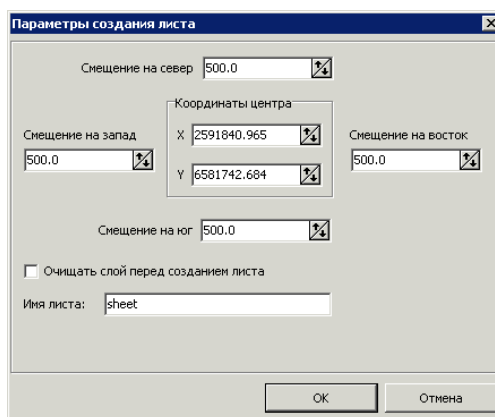 Параметры создания листа
Смещение на север 500.0
Координаты центра
Смещение на запад X 2591840.965 Смещение на восток
500.0 500.0
Y 6581742.684
Смещение на юг 500.0
Очищать слой перед созданием листа
Имя листа: sheet
OK Отмена